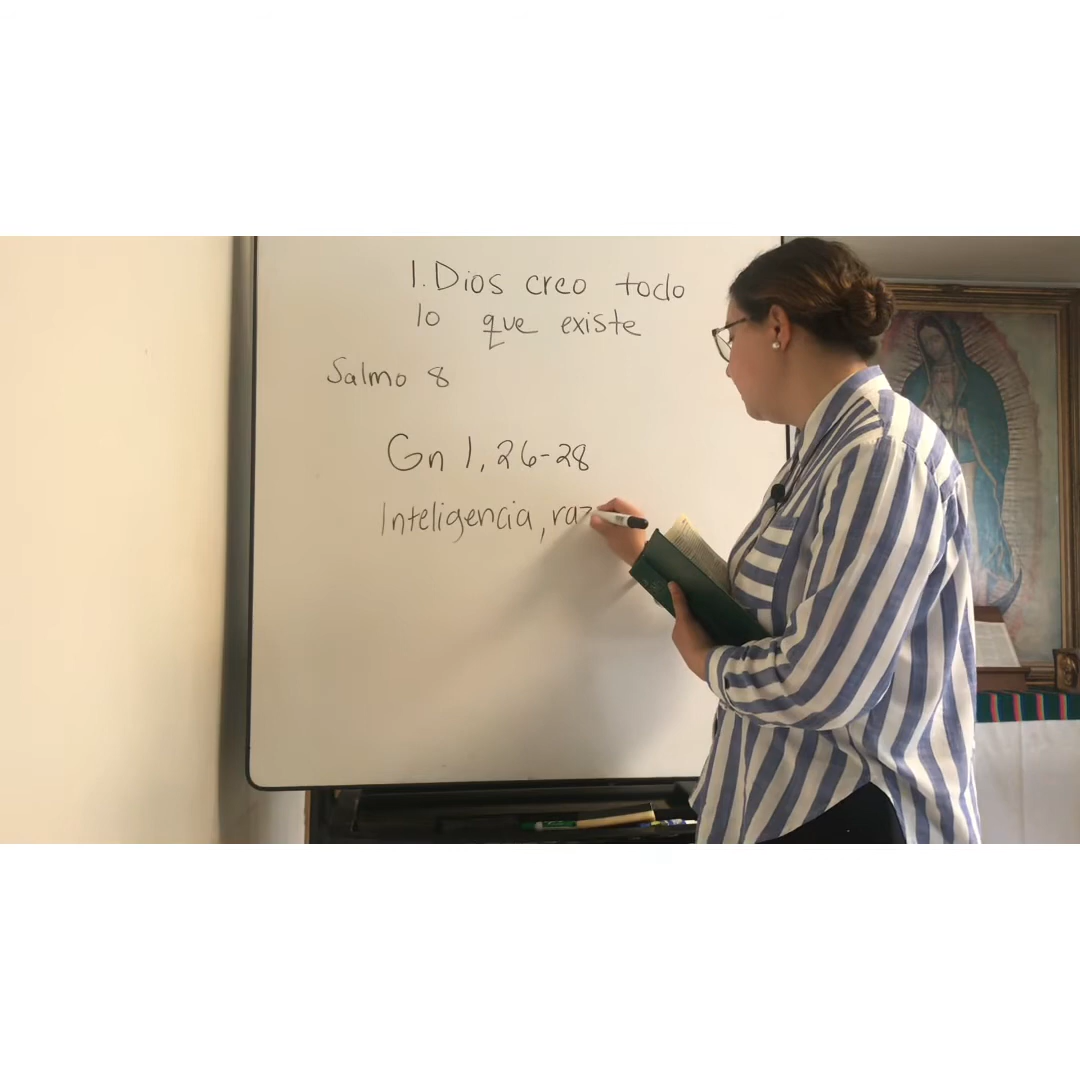 1. Dios creo todo
lo que existe
Salmo 8
Gn 1, 26-28
Inteligencia, raz